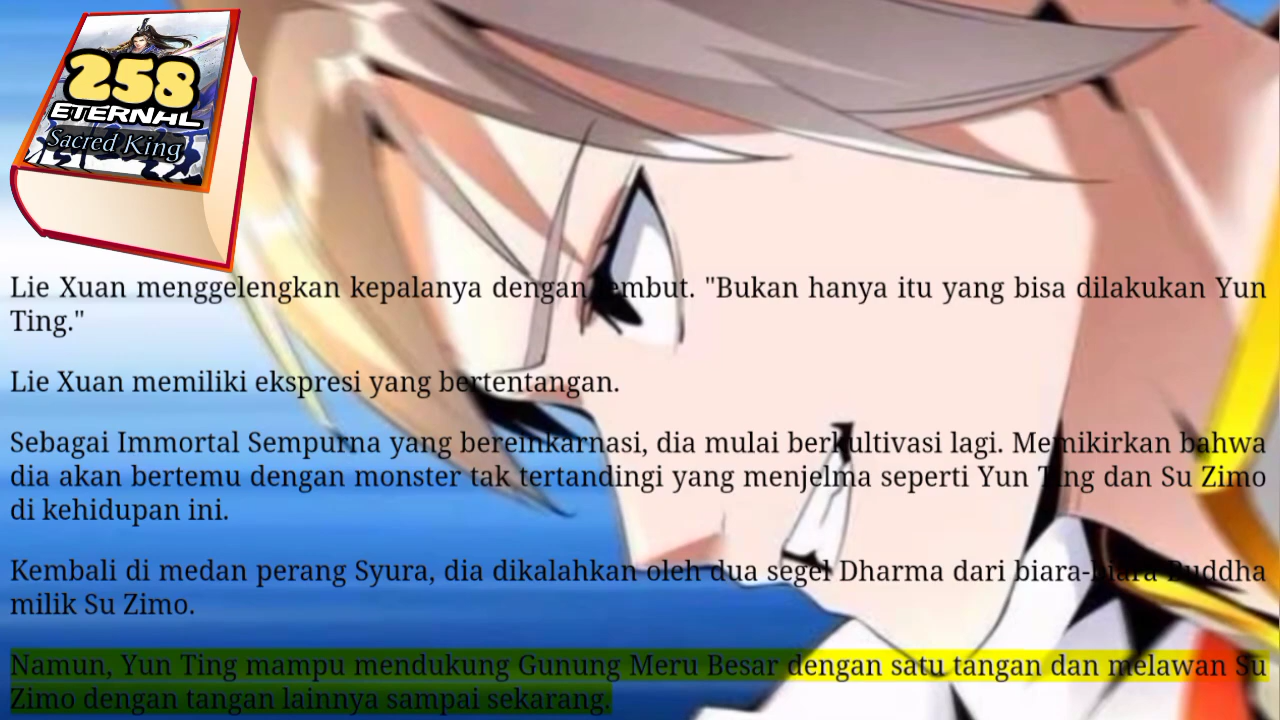 258
ETERNAL
Sacred King
Lie Xuan menggelengkan kepalanya dengan lembut. "Bukan hanya itu yang bisa dilakukan Yun
Ting."
Lie Xuan memiliki ekspresi yang bertentangan.
Sebagai Immortal Sempurna yang bereinkarnasi, dia mulai berkultivasi lagi. Memikirkan bahwa
dia akan bertemu dengan monster tak tertandingi yang menjelma seperti Yun Ting dan Su Zimo
di kehidupan ini.
Kembali di medan perang Syura, dia dikalahkan oleh dua segel Dharma dari biara-biara Buddha
milik Su Zimo.
Namun, Yun Ting mampu mendukung Gunung Meru Besar dengan satu tangan dan melawan Su
Zimo dengan tangan lainnya sampai sekarang.